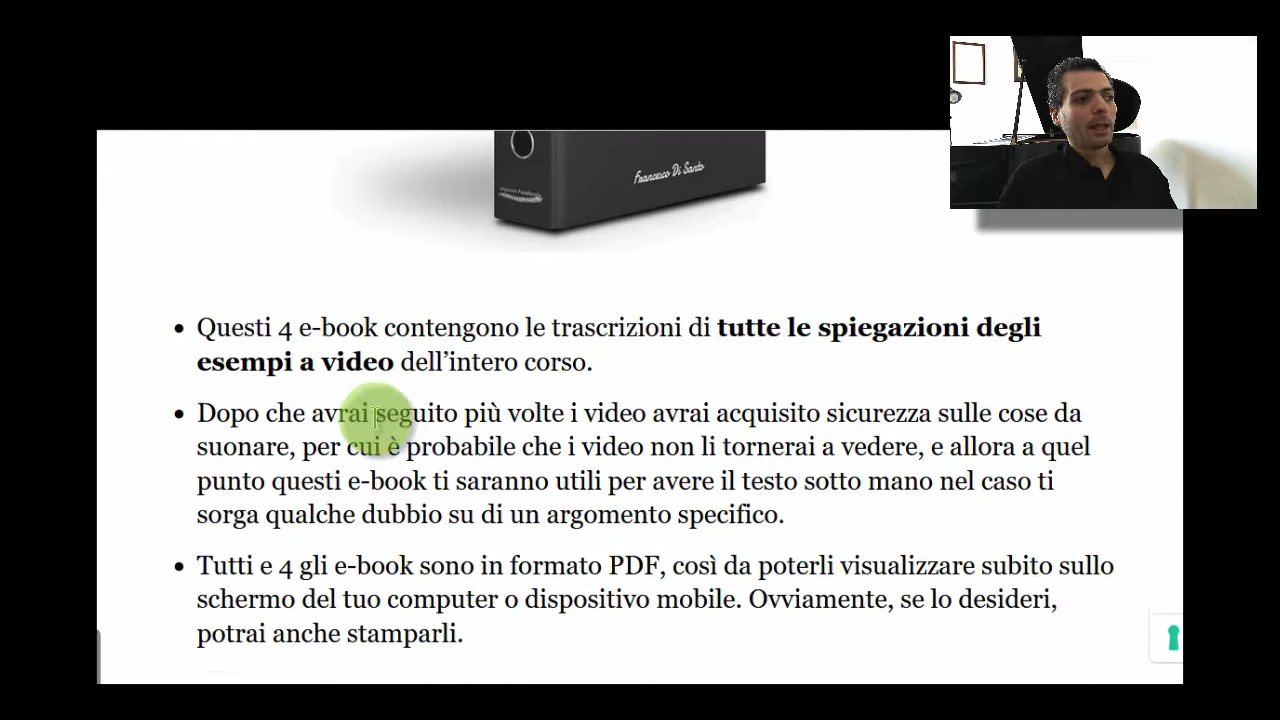 Francesco Di Santo
• Questi 4 e-book contengono le trascrizioni di tutte le spiegazioni degli
esempi a video dell’intero corso.
• Dopo che avrai seguito più volte i video avrai acquisito sicurezza sulle cose da
suonare, per cui è probabile che i video non li tornerai a vedere, e allora a quel
punto questi e-book ti saranno utili per avere il testo sotto mano nel caso ti
sorga qualche dubbio su di un argomento specifico.
• Tutti e 4 gli e-book sono in formato PDF, così da poterli visualizzare subito sullo
schermo del tuo computer o dispositivo mobile. Ovviamente, se lo desideri,
potrai anche stamparli.